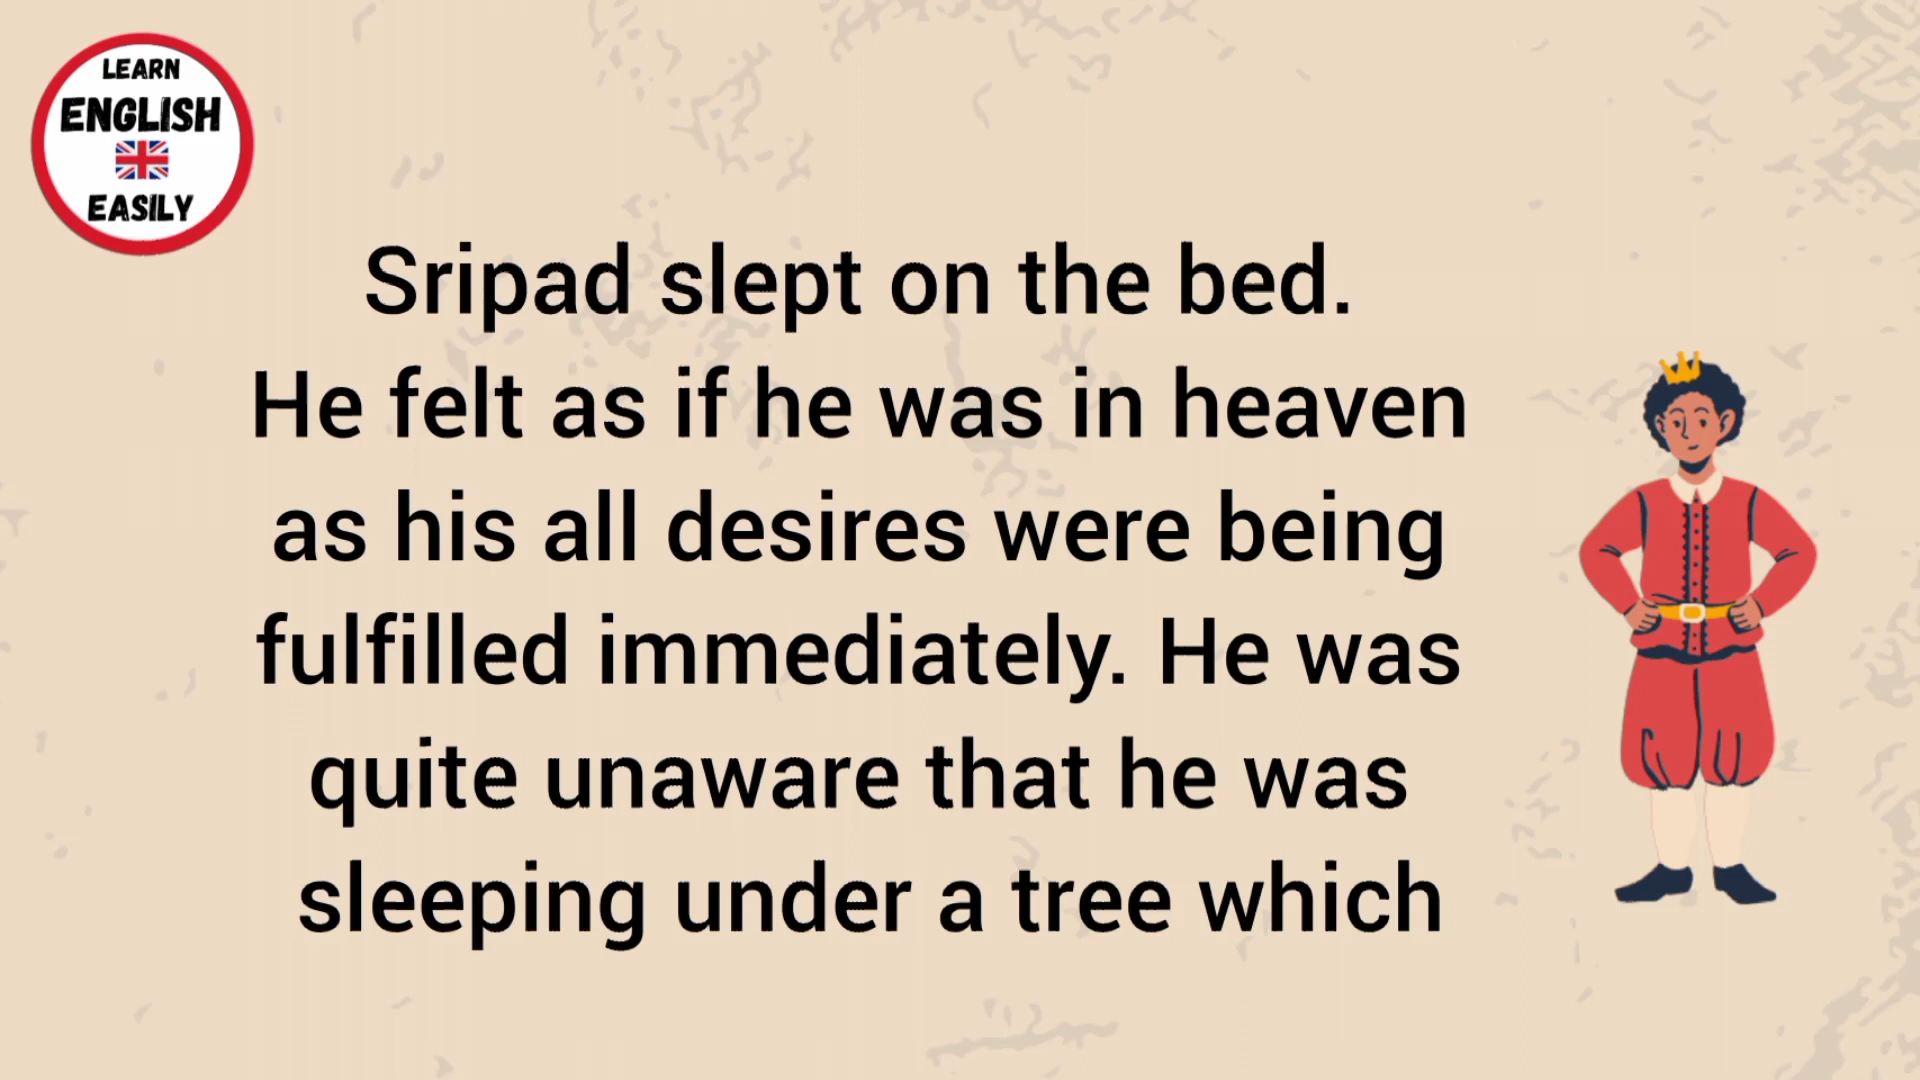 LEARN
ENGLISH
EASILY
Sripad slept on the bed.
He felt as if he was in heaven
as his all desires were being
fulfilled immediately. He was
quite unaware that he was
sleeping under a tree which